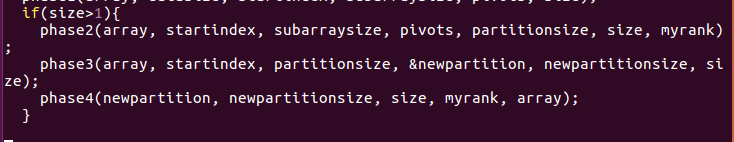 if(size>1){
phase2(array, startindex, subarraysize, pivots, partitionsize, size, myrank)
;
phase3(array, startindex, partitionsize, &newpartition, newpartitionsize, si
ze);
phase4(newpartition, newpartitionsize, size, myrank, array);
}